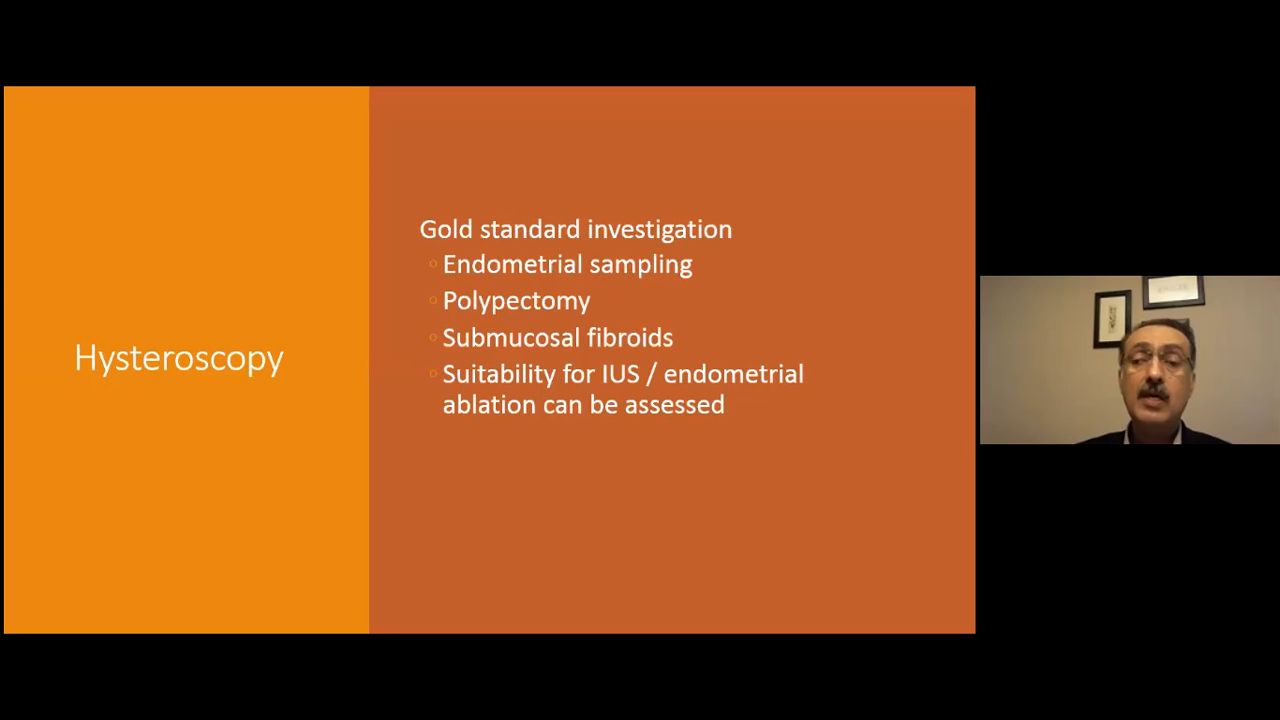 Hysteroscopy
Gold standard investigation
Endometrial sampling
Polypectomy
Submucosal fibroids
Suitability for IUS / endometrial
ablation can be assessed